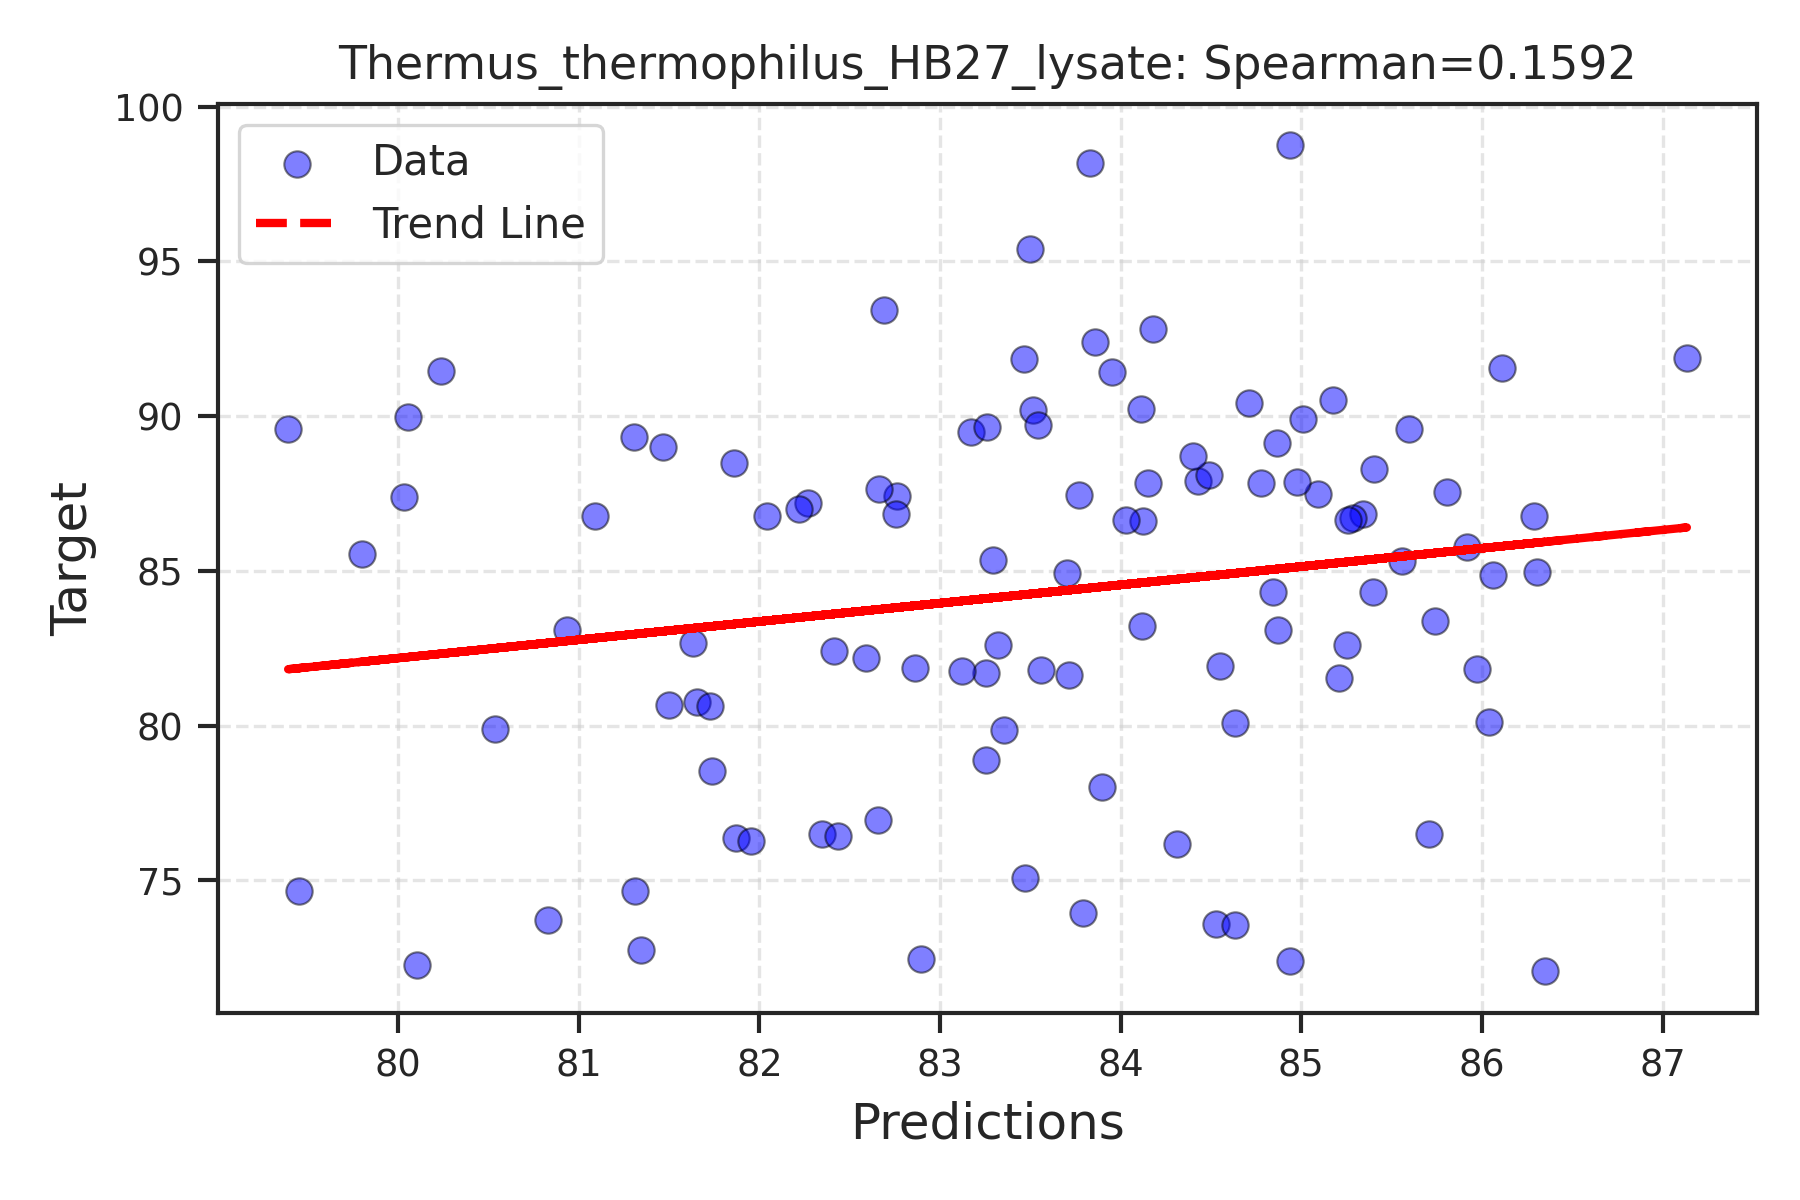 Thermus_thermophilus_HB27_lysate: Spearman=0.1592
100
95
90
85
80
75
Data
Trend Line
Target
80 81 82 83 84 85 86 87
Predictions